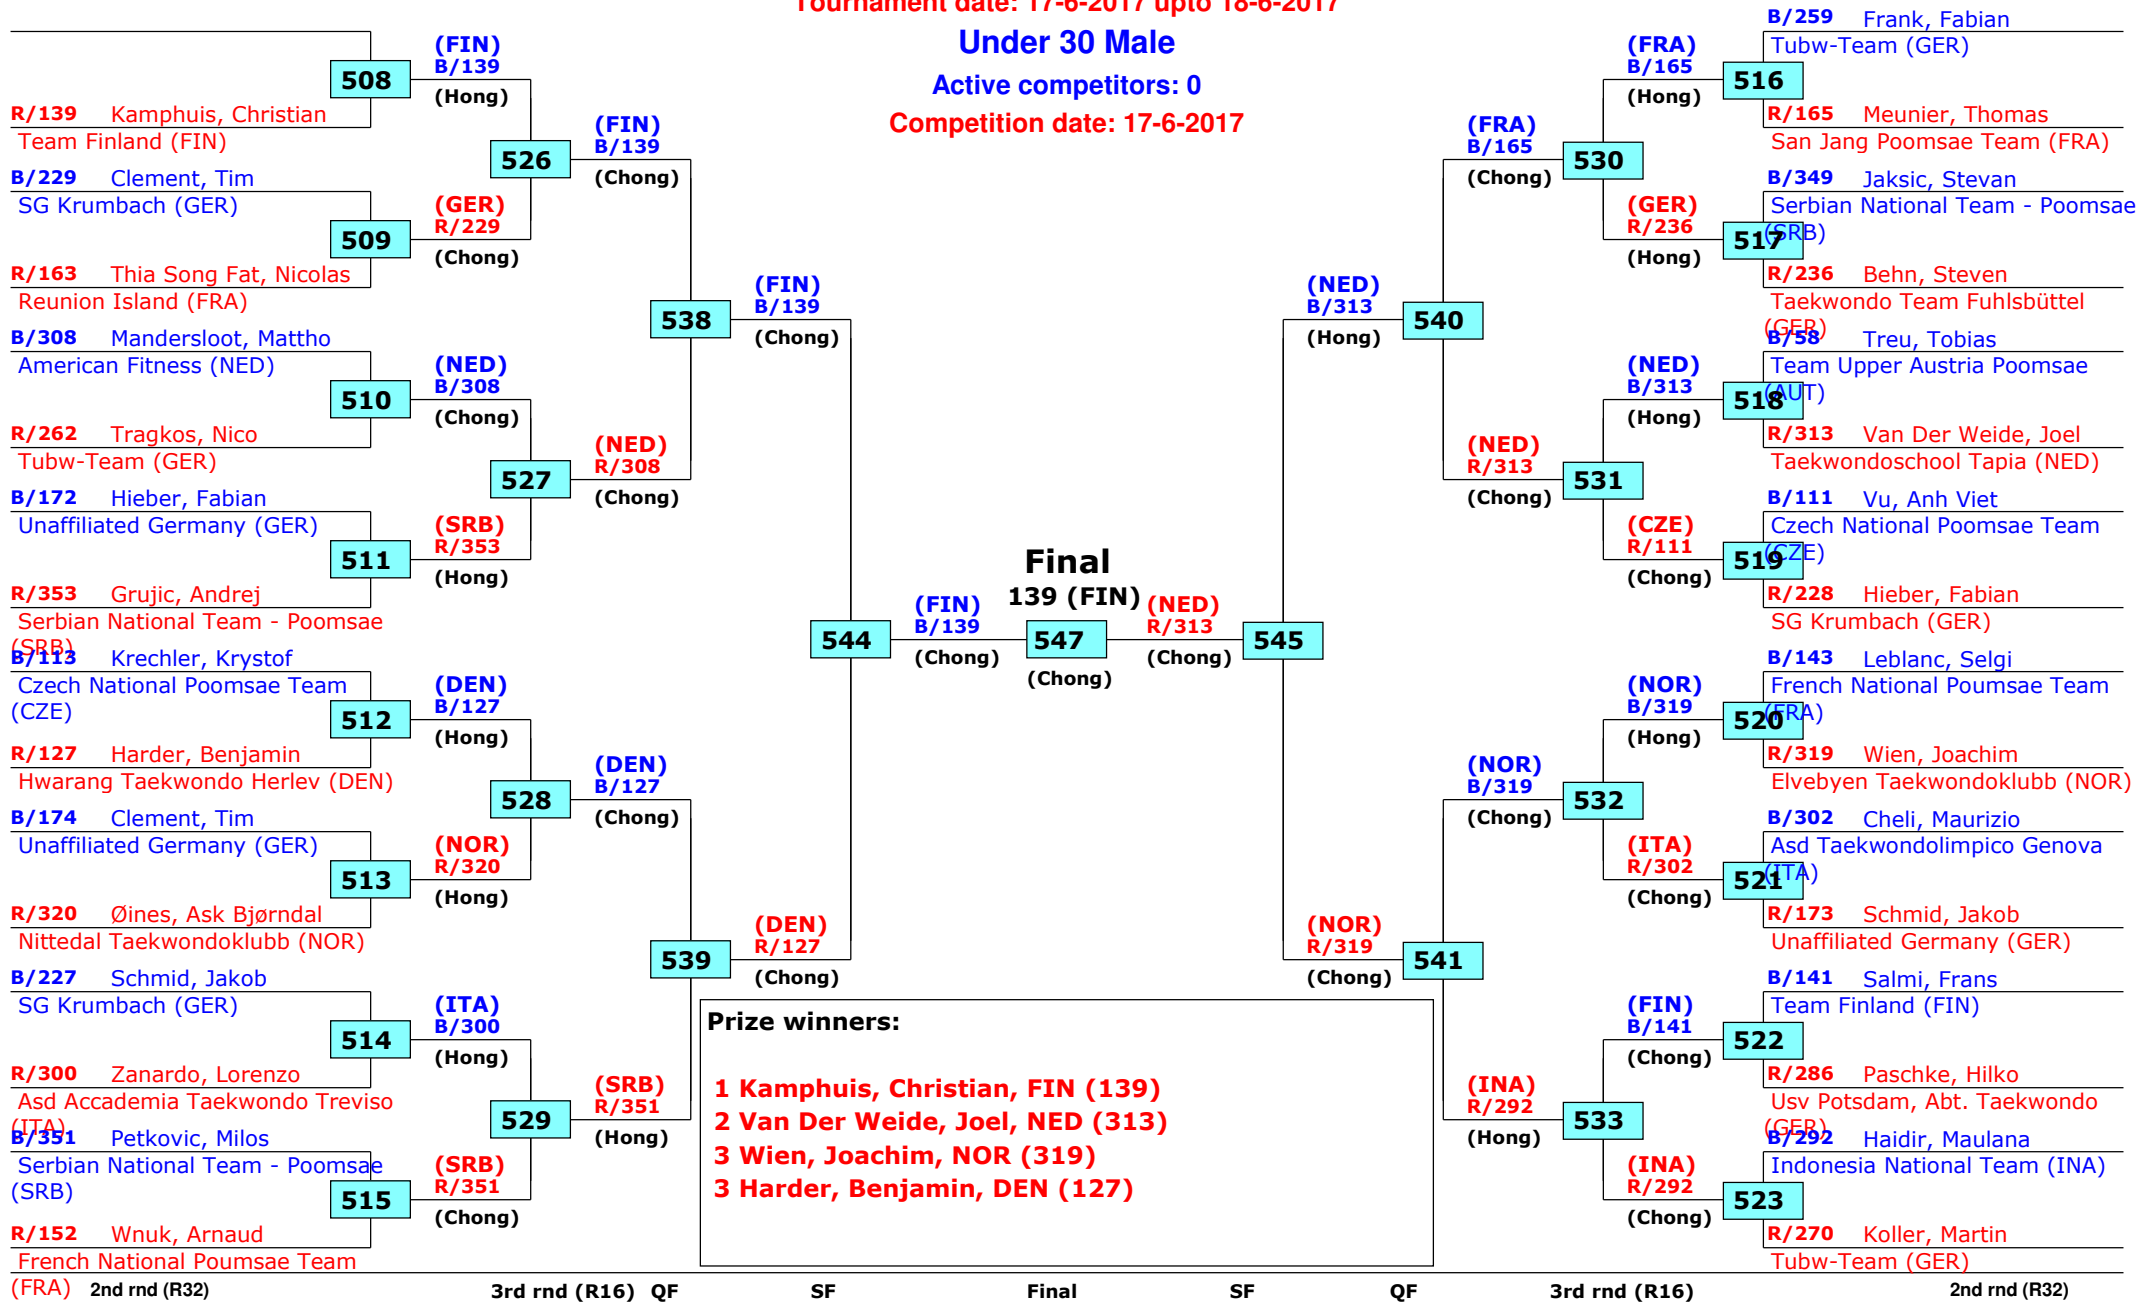 Tournament date: 17-6-2017 upto 18-6-2017
Under 30 Male
Active competitors: 0
Competition date: 17-6-2017
508
R/139 Kamphuis, Christian
Team Finland (FIN)
B/229 Clement, Tim
SG Krumbach (GER)
509
R/163 Thia Song Fat, Nicolas
Reunion Island (FRA)
B/308 Mandersloot, Mattho
American Fitness (NED)
510
R/262 Tragkos, Nico
Tubw-Team (GER)
B/172 Hieber, Fabian
Unaffiliated Germany (GER)
511
R/353 Grujic, Andrej
Serbian National Team - Poomsae
(SRB)
B/113 Krechler, Krystof
Czech National Poomsae Team
(CZE)
512
R/127 Harder, Benjamin
Hwarang Taekwondo Herlev (DEN)
B/174 Clement, Tim
Unaffiliated Germany (GER)
513
R/320 Øines, Ask Bjørndal
Nittedal Taekwondoklubb (NOR)
B/227 Schmid, Jakob
SG Krumbach (GER)
514
R/300 Zanardo, Lorenzo
Asd Accademia Taekwondo Treviso
(ITA)
B/351 Petkovic, Milos
Serbian National Team - Poomsae
(SRB)
515
R/152 Wnuk, Arnaud
French National Poumsae Team
(FRA)
(FIN)
B/139
(Hong)
526
(GER)
R/229
(Chong)
(NED)
B/308
(Chong)
527
(SRB)
R/353
(Hong)
(DEN)
B/127
(Hong)
528
(NOR)
R/320
(Hong)
(ITA)
B/300
(Hong)
529
(SRB)
R/351
(Chong)
(FIN)
B/139
(Chong)
538
(NED)
R/308
(Chong)
(DEN)
B/127
(Chong)
539
(SRB)
R/351
(Hong)
(FIN)
B/139
(Chong)
544
(DEN)
R/127
(Chong)
(FIN)
B/139
(Chong)
Final
139 (FIN)
547
(Chong)
(NED)
R/313
(Chong)
545
(NED)
B/313
(Hong)
(NOR)
R/319
(Chong)
540
541
(FRA)
B/165
(Chong)
530
(NED)
R/313
(Chong)
531
(NOR)
B/319
(Chong)
532
(INA)
R/292
(Hong)
533
(FRA)
B/165
(Hong)
(GER)
R/236
(Hong)
(NED)
B/313
(Hong)
(CZE)
R/111
(Chong)
(NOR)
B/319
(Hong)
(ITA)
R/302
(Chong)
(FIN)
B/141
(Chong)
(INA)
R/292
(Chong)
B/259 Frank, Fabian
Tubw-Team (GER)
516
R/165 Meunier, Thomas
San Jang Poomsae Team (FRA)
B/349 Jaksic, Stevan
Serbian National Team - Poomsae
(SRB)
517
R/236 Behn, Steven
Taekwondo Team Fuhlsbüttel
(GER)
B/58 Treu, Tobias
Team Upper Austria Poomsae
(AUT)
518
R/313 Van Der Weide, Joel
Taekwondoschool Tapia (NED)
B/111 Vu, Anh Viet
Czech National Poomsae Team
(CZE)
519
R/228 Hieber, Fabian
SG Krumbach (GER)
B/143 Leblanc, Selgi
French National Poumsae Team
(FRA)
520
R/319 Wien, Joachim
Elvebyen Taekwondoklubb (NOR)
B/302 Cheli, Maurizio
Asd Taekwondolimpico Genova
(ITA)
521
R/173 Schmid, Jakob
Unaffiliated Germany (GER)
B/141 Salmi, Frans
Team Finland (FIN)
522
R/286 Paschke, Hilko
Usv Potsdam, Abt. Taekwondo
(GER)
B/292 Haidir, Maulana
Indonesia National Team (INA)
523
R/270 Koller, Martin
Tubw-Team (GER)
Prize winners:
1 Kamphuis, Christian, FIN (139)
2 Van Der Weide, Joel, NED (313)
3 Wien, Joachim, NOR (319)
3 Harder, Benjamin, DEN (127)
2nd rnd (R32) 3rd rnd (R16) QF SF Final SF QF 3rd rnd (R16) 2nd rnd (R32)